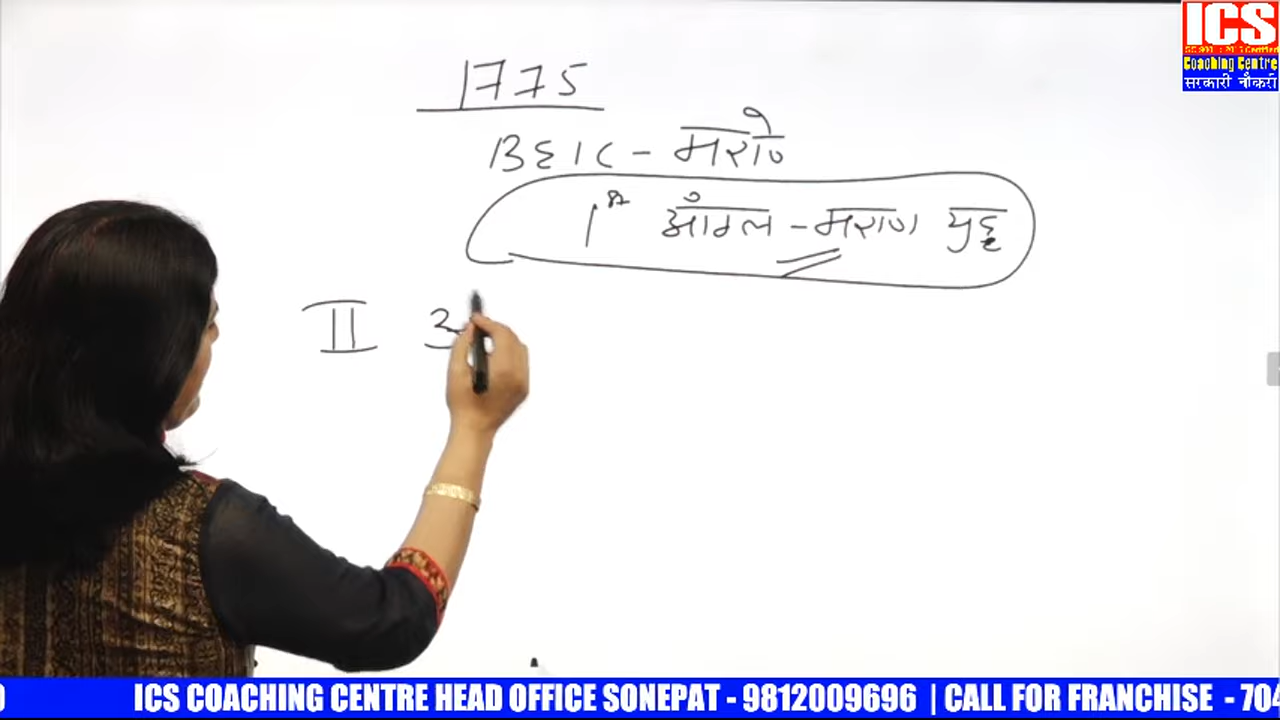 ICS
Coaching Centre
सरकारी नौकरी
1775
BEIC - मराठे
1st आंग्ल - मराठा युद्ध
II अ
ICS COACHING CENTRE HEAD OFFICE SONEPAT - 9812009696 | CALL FOR FRANCHISE - 704